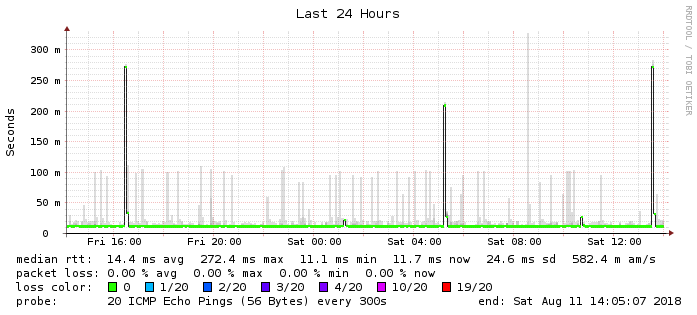 Last 24 Hours
RRDTOOL / TOBI OETIKER
Seconds
300 m
250 m
200 m
150 m
100 m
50 m
0
Fri 16:00 Fri 20:00 Sat 00:00 Sat 04:00 Sat 08:00 Sat 12:00
median rtt: 14.4 ms avg 272.4 ms max 11.1 ms min 11.7 ms now 24.6 ms sd 582.4 m am/s
packet loss: 0.00 % avg 0.00 % max 0.00 % min 0.00 % now
loss color: 0 1/20 2/20 3/20 4/20 10/20 19/20
probe: 20 ICMP Echo Pings (56 Bytes) every 300s end: Sat Aug 11 14:05:07 2018